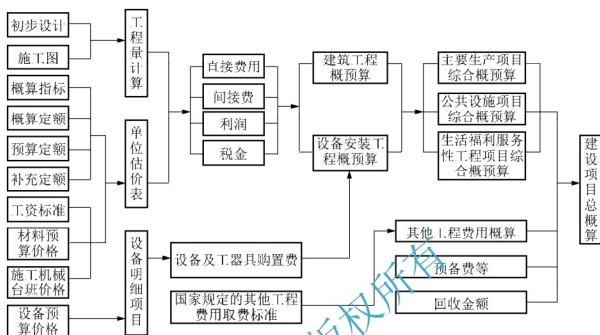 初步设计
施工图
概算指标
概算定额
预算定额
补充定额
工资标准
材料预
算价格
施工机械
台班价格
设备预
算价格
工程量计算
单位估价表
设备明细项目
直接费用
间接费
利润
税金
设备及工器具购置费
国家规定的其他工程
费用取费标准
建筑工程
概预算
设备安装工
程概预算
主要生产项目
综合概预算
公共设施项目
综合概预算
生活福利服务
性工程项目综
合概预算
其他工程费用概算
预备费等
回收金额
建设项目总概算
版权所有